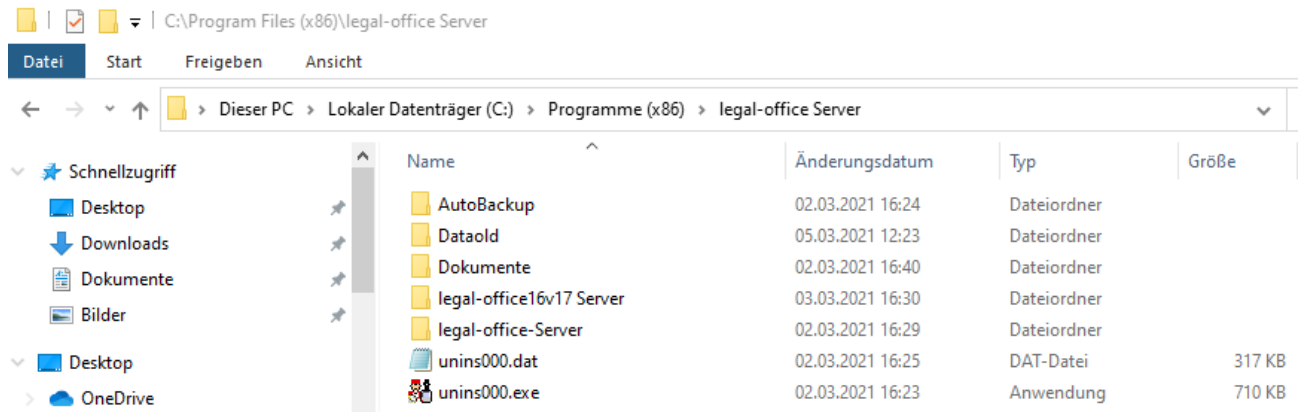 C:\Program Files (x86)\legal-office Server
Datei Start Freigeben Ansicht
Dieser PC Lokaler Datenträger (C:) Programme (x86) legal-office Server
Name Änderungsdatum Typ Größe
Schnellzugriff
Desktop
Downloads
Dokumente
Bilder
Desktop
OneDrive
AutoBackup 02.03.2021 16:24 Dateiordner
Dataold 05.03.2021 12:23 Dateiordner
Dokumente 02.03.2021 16:40 Dateiordner
legal-office16v17 Server 03.03.2021 16:30 Dateiordner
legal-office-Server 02.03.2021 16:29 Dateiordner
unins000.dat 02.03.2021 16:25 DAT-Datei 317 KB
unins000.exe 02.03.2021 16:23 Anwendung 710 KB